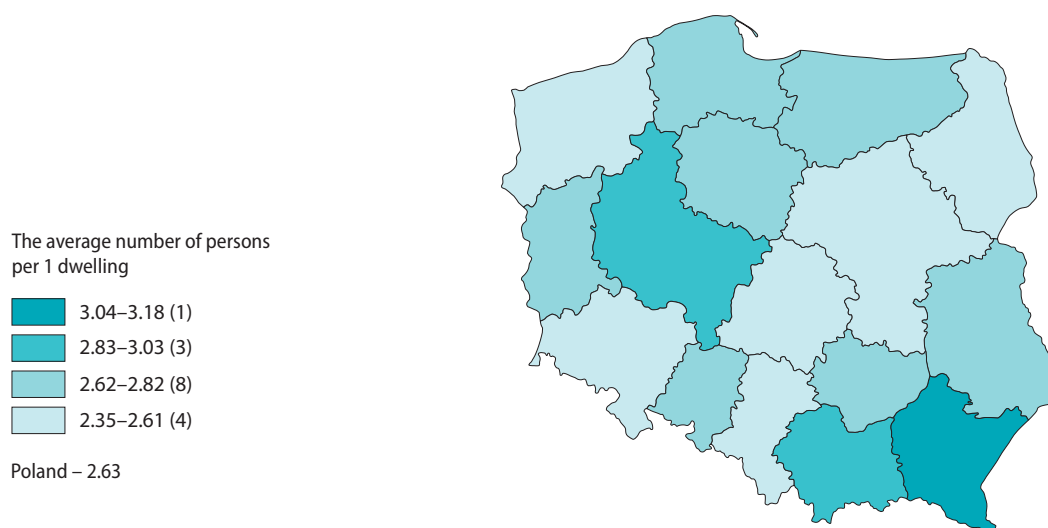 The average number of persons
per 1 dwelling
3.04–3.18 (1)
2.83–3.03 (3)
2.62–2.82 (8)
2.35–2.61 (4)
Poland – 2.63